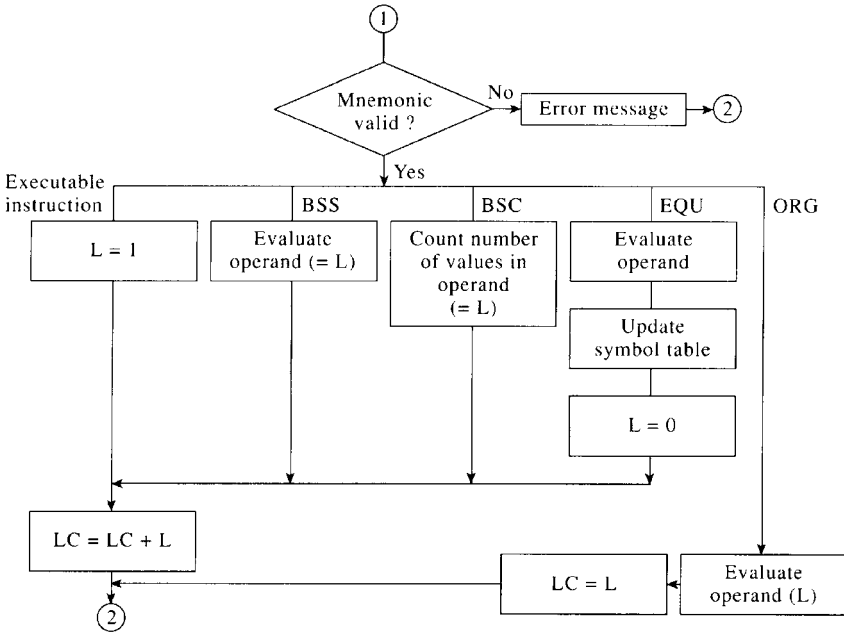 1
Mnemonic
valid ?
No
Error message
2
Yes
Executable
instruction
BSS
BSC
EQU
ORG
L = 1
Evaluate
operand (= L)
Count number
of values in
operand
(= L)
Evaluate
operand
Update
symbol table
L = 0
LC = LC + L
LC = L
Evaluate
operand (L)
2